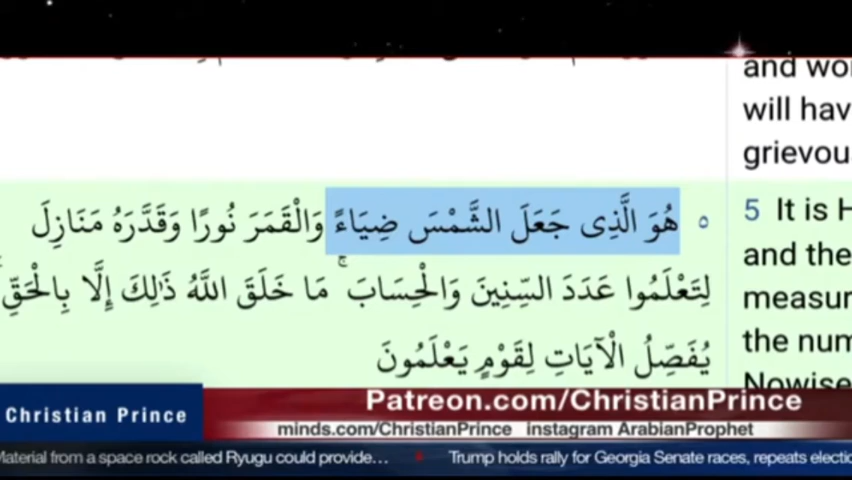 and wo
will hav
grievou
٥ هُوَ الَّذِى جَعَلَ الشَّمْسَ ضِيَاءً وَالْقَمَرَ نُورًا وَقَدَّرَهُ مَنَازِلَ
لِتَعْلَمُوا عَدَدَ السِّنِينَ وَالْحِسَابَ ۚ مَا خَلَقَ اللَّهُ ذَٰلِكَ إِلَّا بِالْحَقِّ ۚ
يُفَصِّلُ الْآيَاتِ لِقَوْمٍ يَعْلَمُونَ
5 It is H
and the
measur
the num
Nowise
Christian Prince
Patreon.com/ChristianPrince
minds.com/ChristianPrince instagram ArabianProphet
Material from a space rock called Ryugu could provide... Trump holds rally for Georgia Senate races, repeats electio